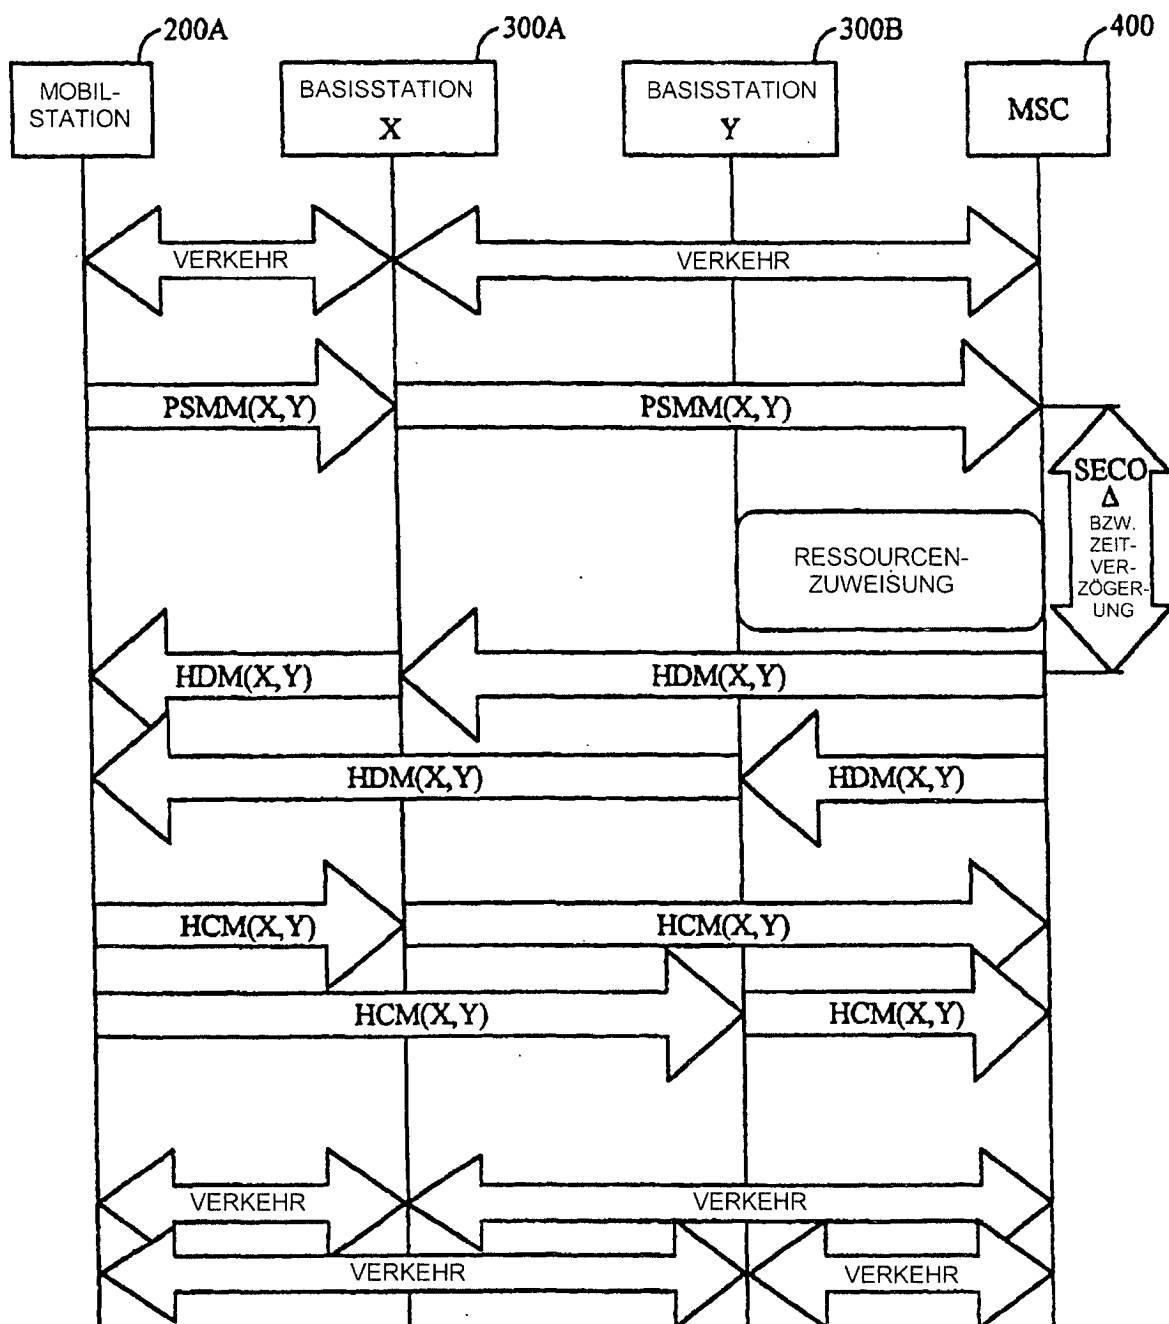 200A
300A
300B
400
MOBIL-
STATION
BASISSTATION
X
BASISSTATION
Y
MSC
VERKEHR
VERKEHR
PSMM(X,Y)
PSMM(X,Y)
SECO
Δ
BZW.
ZEIT-
VER-
ZÖGER-
UNG
RESSOURCEN-
ZUWEISUNG
HDM(X,Y)
HDM(X,Y)
HDM(X,Y)
HDM(X,Y)
HCM(X,Y)
HCM(X,Y)
HCM(X,Y)
HCM(X,Y)
VERKEHR
VERKEHR
VERKEHR
VERKEHR